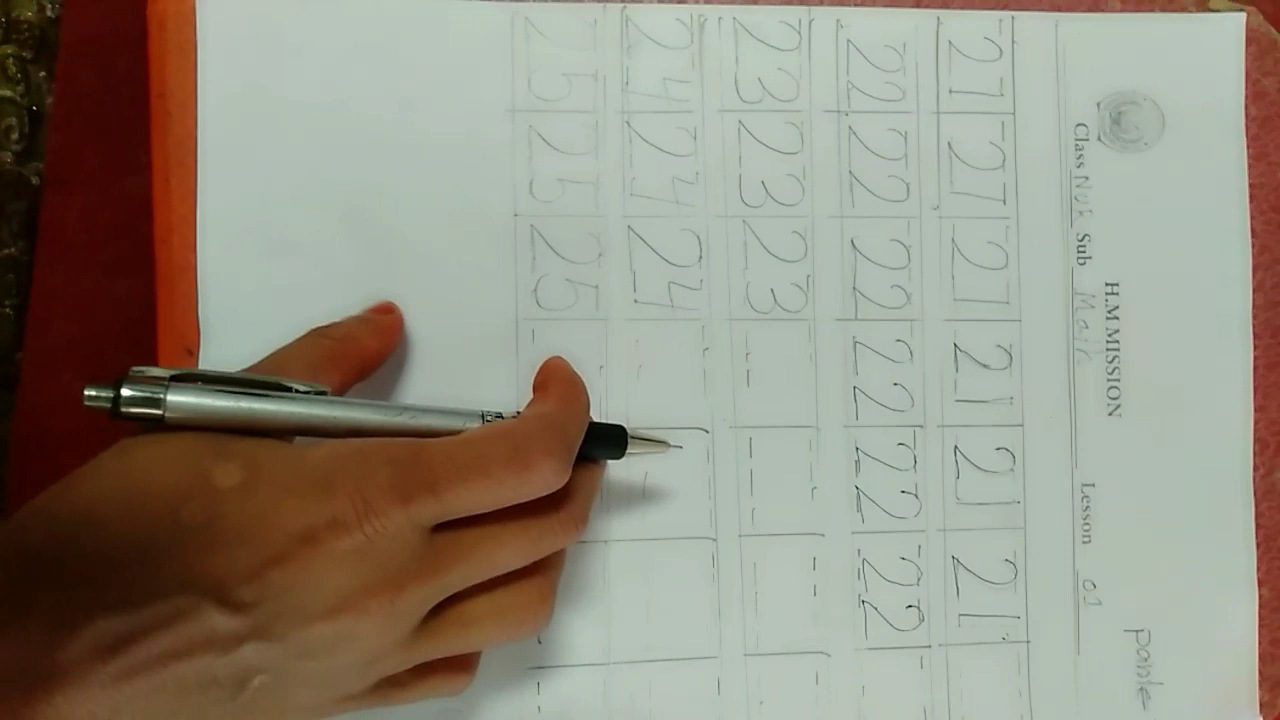 H.M MISSION
Class Nuk Sub Math Lesson 01
21 21 21 21 21 21
22 22 22 22 22 22
23 23 23
24 24 24
25 25 25